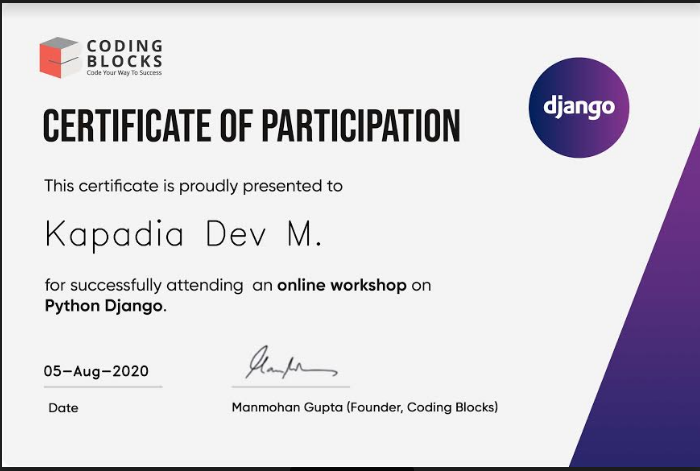 CODING
BLOCKS
Code Your Way To Success
django
CERTIFICATE OF PARTICIPATION
This certificate is proudly presented to
Kapadia Dev M.
for successfully attending an online workshop on
Python Django.
05-Aug-2020
Date
Manmohan Gupta (Founder, Coding Blocks)